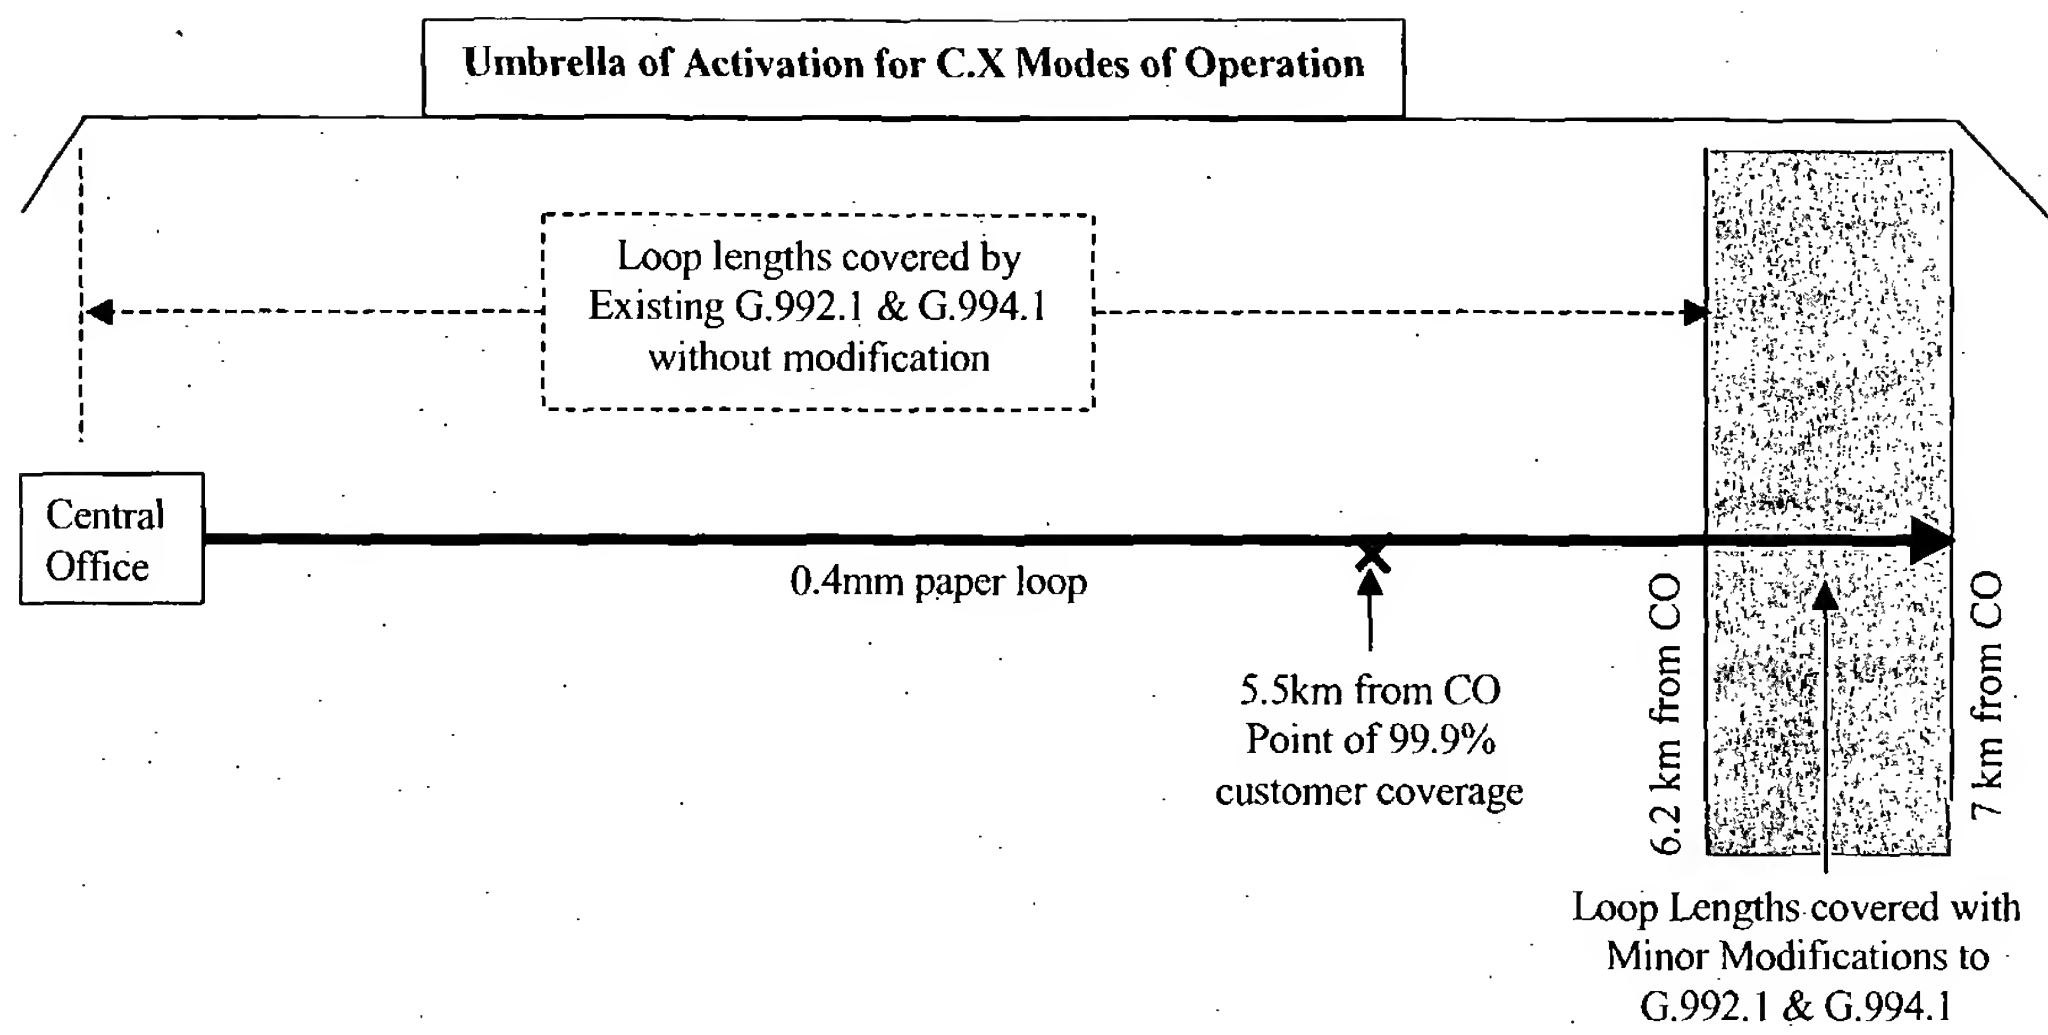 Umbrella of Activation for C.X Modes of Operation
Loop lengths covered by
Existing G.992.1 & G.994.1
without modification
Central
Office
0.4mm paper loop
5.5km from CO
Point of 99.9%
customer coverage
6.2 km from CO
7 km from CO
Loop Lengths covered with
Minor Modifications to
G.992.1 & G.994.1